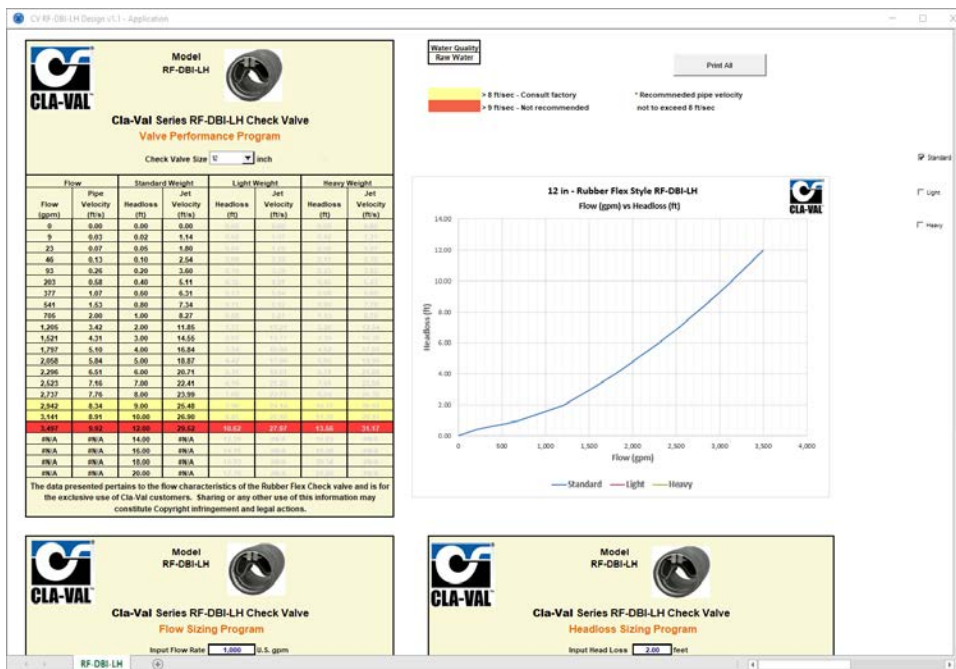 CV RF-DBI-LH Design v1.1 - Application
CLA-VAL
Model
RF-DBI-LH
Cla-Val Series RF-DBI-LH Check Valve
Valve Performance Program
Check Valve Size 12 inch
Flow Standard Weight Light Weight Heavy Weight
Flow (gpm) Pipe Velocity (ft/s) Headloss (ft) Jet Velocity (ft/s) Headloss (ft) Jet Velocity (ft/s) Headloss (ft) Jet Velocity (ft/s)
0 0.00 0.00 0.00
9 0.03 0.02 1.14
23 0.07 0.05 1.80
46 0.13 0.10 2.54
93 0.26 0.20 3.60
203 0.58 0.40 5.11
377 1.07 0.60 6.31
541 1.53 0.80 7.34
705 2.00 1.00 8.27
1,205 3.42 2.00 11.85
1,521 4.31 3.00 14.55
1,797 5.10 4.00 16.84
2,058 5.84 5.00 18.87
2,296 6.51 6.00 20.71
2,523 7.16 7.00 22.41
2,737 7.76 8.00 23.99
2,942 8.34 9.00 25.48
3,141 8.91 10.00 26.90
3,497 9.92 12.00 29.52 10.62 27.97 13.56 31.17
#N/A #N/A 14.00 #N/A
#N/A #N/A 16.00 #N/A
#N/A #N/A 18.00 #N/A
#N/A #N/A 20.00 #N/A
The data presented pertains to the flow characteristics of the Rubber Flex Check valve and is for
the exclusive use of Cla-Val customers. Sharing or any other use of this information may
constitute Copyright infringement and legal actions.
Water Quality
Raw Water
Print All
> 8 ft/sec - Consult factory
> 9 ft/sec - Not recommended
* Recommneded pipe velocity
not to exceed 8 ft/sec
Standard
Light
Heavy
12 in - Rubber Flex Style RF-DBI-LH
Flow (gpm) vs Headloss (ft)
CLA-VAL
14.00
12.00
10.00
8.00
6.00
4.00
2.00
0.00
Headloss (ft)
0 500 1,000 1,500 2,000 2,500 3,000 3,500 4,000
Flow (gpm)
Standard Light Heavy
CLA-VAL
Model
RF-DBI-LH
Cla-Val Series RF-DBI-LH Check Valve
Flow Sizing Program
Input Flow Rate 1,000 U.S. gpm
CLA-VAL
Model
RF-DBI-LH
Cla-Val Series RF-DBI-LH Check Valve
Headloss Sizing Program
Input Head Loss 2.00 feet
RF-DBI-LH